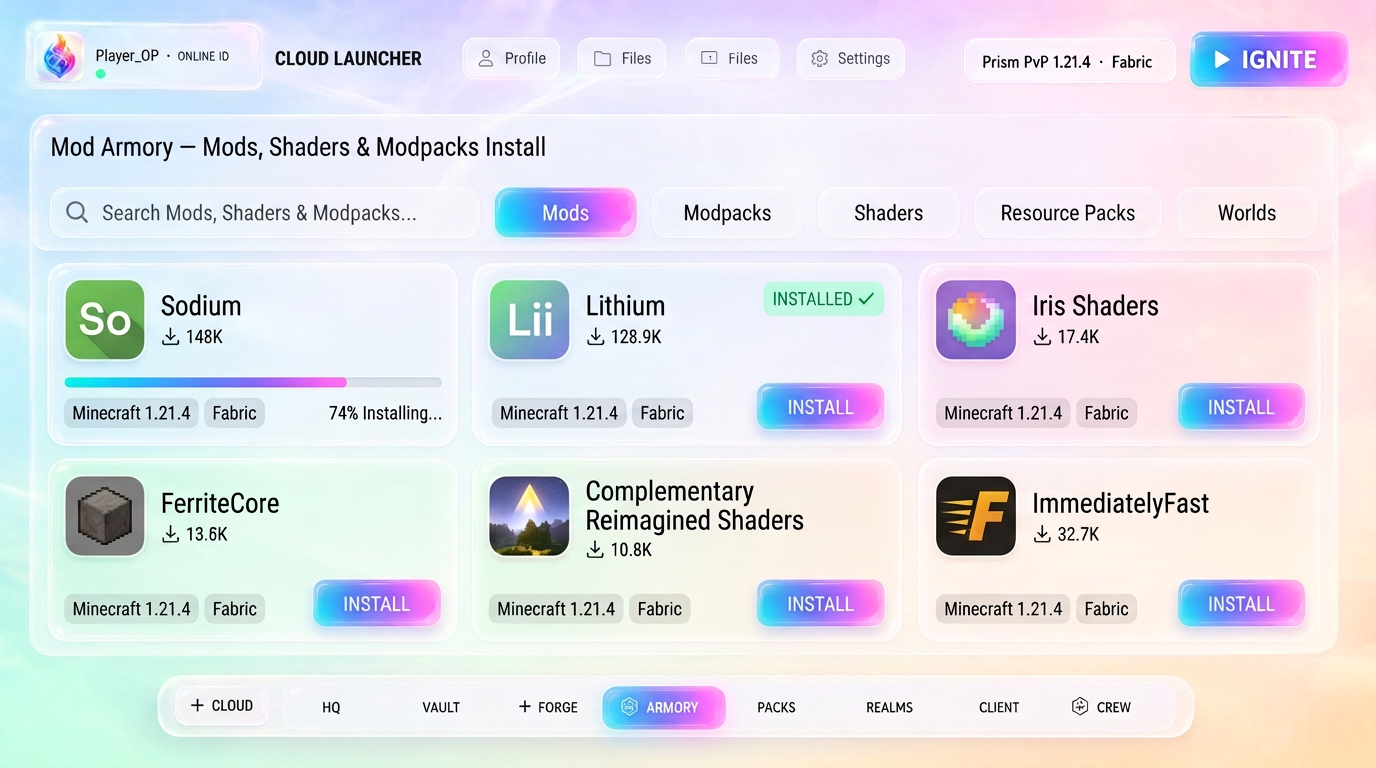 Player_OP · ONLINE ID
CLOUD LAUNCHER
Profile
Files
Files
Settings
Prism PvP 1.21.4 · Fabric
IGNITE
Mod Armory — Mods, Shaders & Modpacks Install
Search Mods, Shaders & Modpacks...
Mods
Modpacks
Shaders
Resource Packs
Worlds
So
Sodium
148K
Minecraft 1.21.4
Fabric
74% Installing...
Lii
Lithium
128.9K
INSTALLED ✓
Minecraft 1.21.4
Fabric
INSTALL
Iris Shaders
17.4K
Minecraft 1.21.4
Fabric
INSTALL
FerriteCore
13.6K
Minecraft 1.21.4
Fabric
INSTALL
Complementary
Reimagined Shaders
10.8K
Minecraft 1.21.4
Fabric
INSTALL
F
ImmediatelyFast
32.7K
Minecraft 1.21.4
Fabric
INSTALL
+ CLOUD
HQ
VAULT
+ FORGE
ARMORY
PACKS
REALMS
CLIENT
CREW